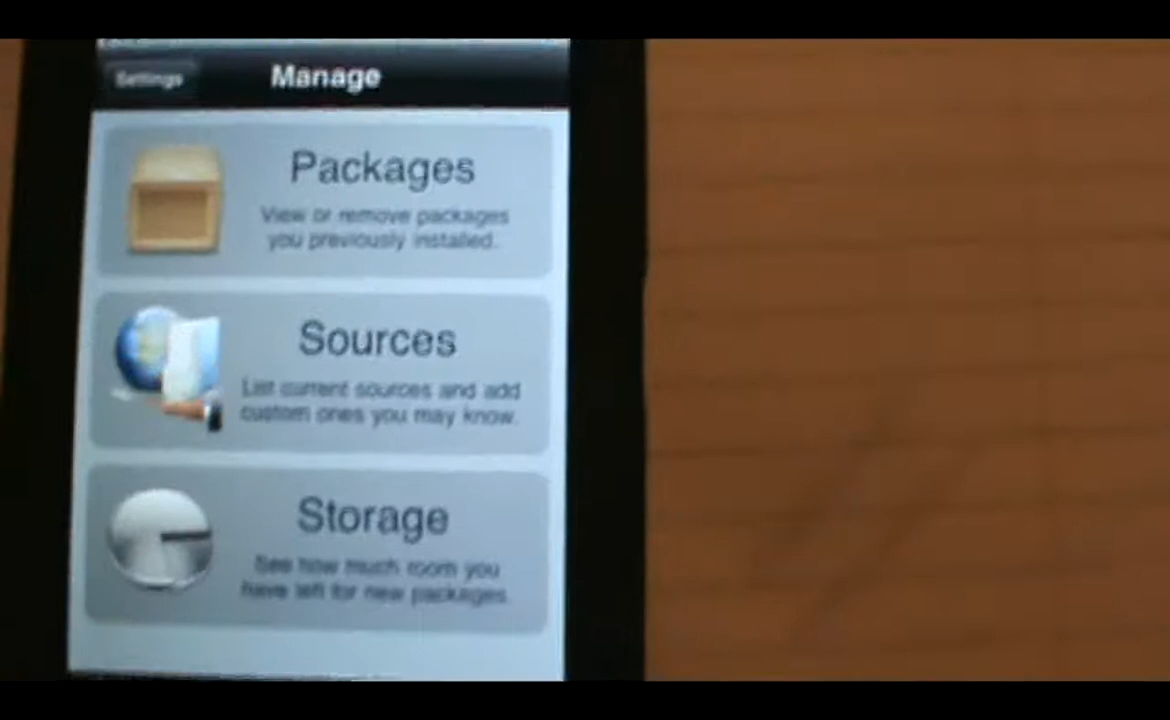 Settings
Manage
Packages
View or remove packages
you previously installed.
Sources
List current sources and add
custom ones you may know.
Storage
See how much room you
have left for new packages.